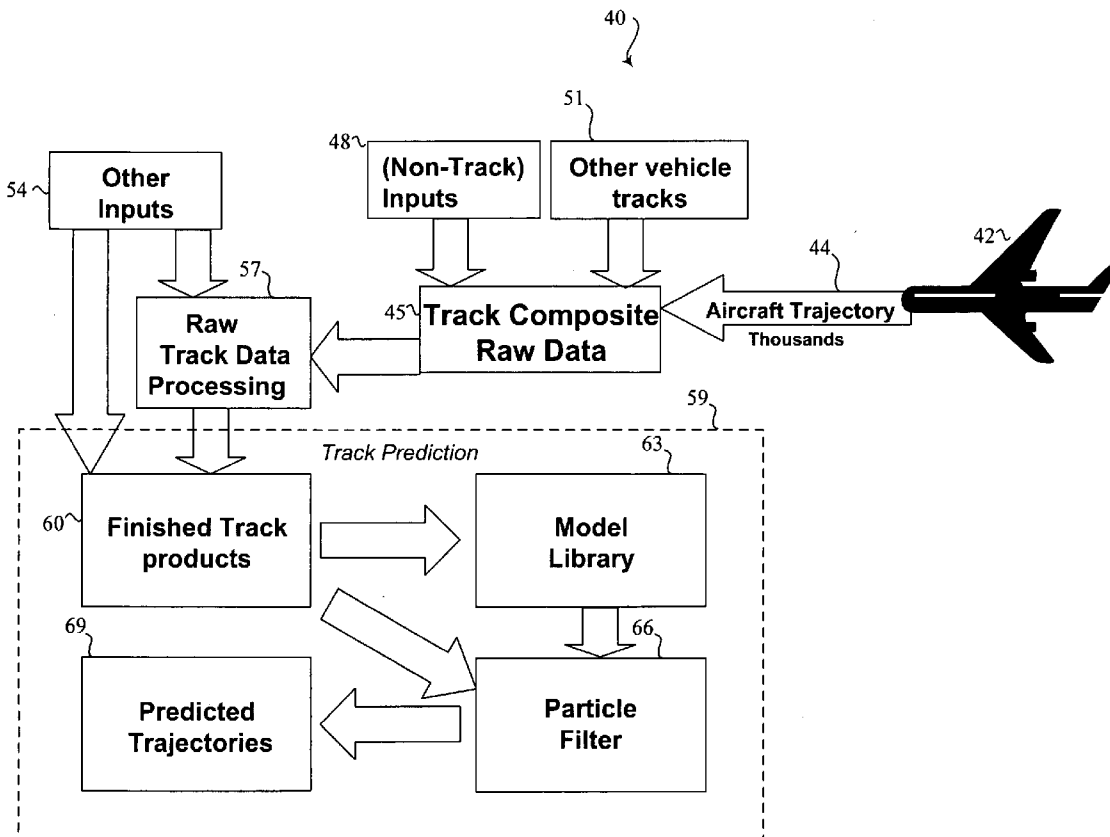 40
51
48
(Non-Track)
Inputs
Other vehicle
tracks
54
Other
Inputs
42
44
57
45
Track Composite
Raw Data
Aircraft Trajectory
Thousands
Raw
Track Data
Processing
59
Track Prediction
63
60
Finished Track
products
Model
Library
69
66
Predicted
Trajectories
Particle
Filter